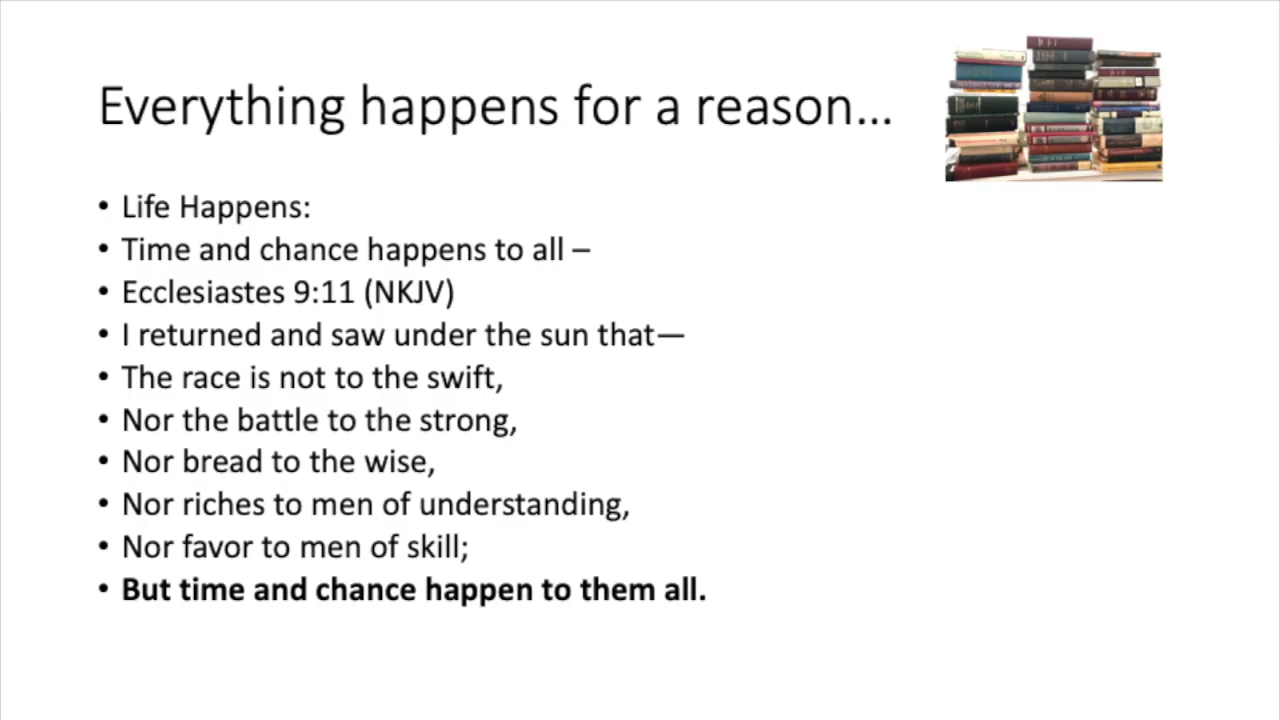 Everything happens for a reason...
• Life Happens:
• Time and chance happens to all –
• Ecclesiastes 9:11 (NKJV)
• I returned and saw under the sun that—
• The race is not to the swift,
• Nor the battle to the strong,
• Nor bread to the wise,
• Nor riches to men of understanding,
• Nor favor to men of skill;
• But time and chance happen to them all.